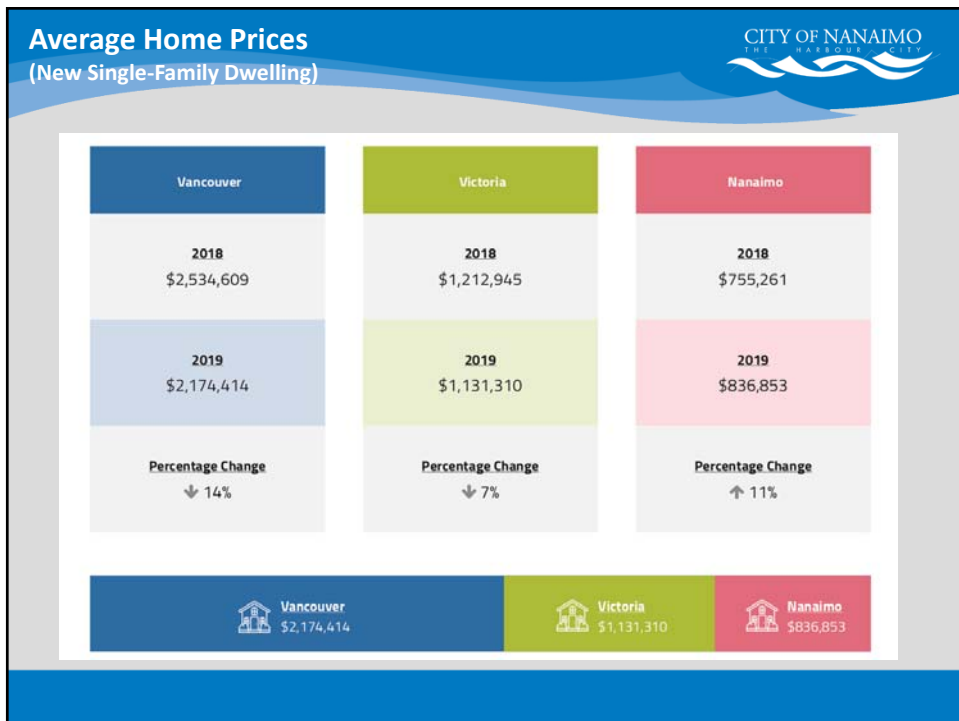 Average Home Prices
(New Single-Family Dwelling)
CITY OF NANAIMO
THE HARBOUR CITY
Vancouver
2018
$2,534,609
2019
$2,174,414
Percentage Change
14%
Victoria
2018
$1,212,945
2019
$1,131,310
Percentage Change
7%
Nanaimo
2018
$755,261
2019
$836,853
Percentage Change
11%
Vancouver
$2,174,414
Victoria
$1,131,310
Nanaimo
$836,853